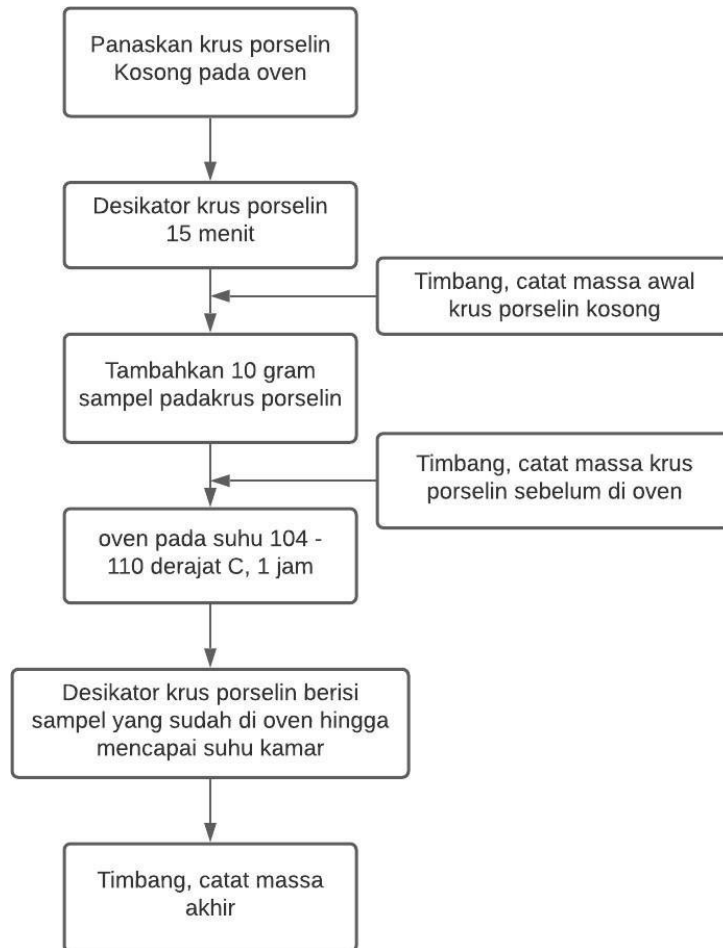 Panaskan krus porselin
Kosong pada oven
Desikator krus porselin
15 menit
Timbang, catat massa awal
krus porselin kosong
Tambahkan 10 gram
sampel padakrus porselin
Timbang, catat massa krus
porselin sebelum di oven
oven pada suhu 104 -
110 derajat C, 1 jam
Desikator krus porselin berisi
sampel yang sudah di oven hingga
mencapai suhu kamar
Timbang, catat massa
akhir